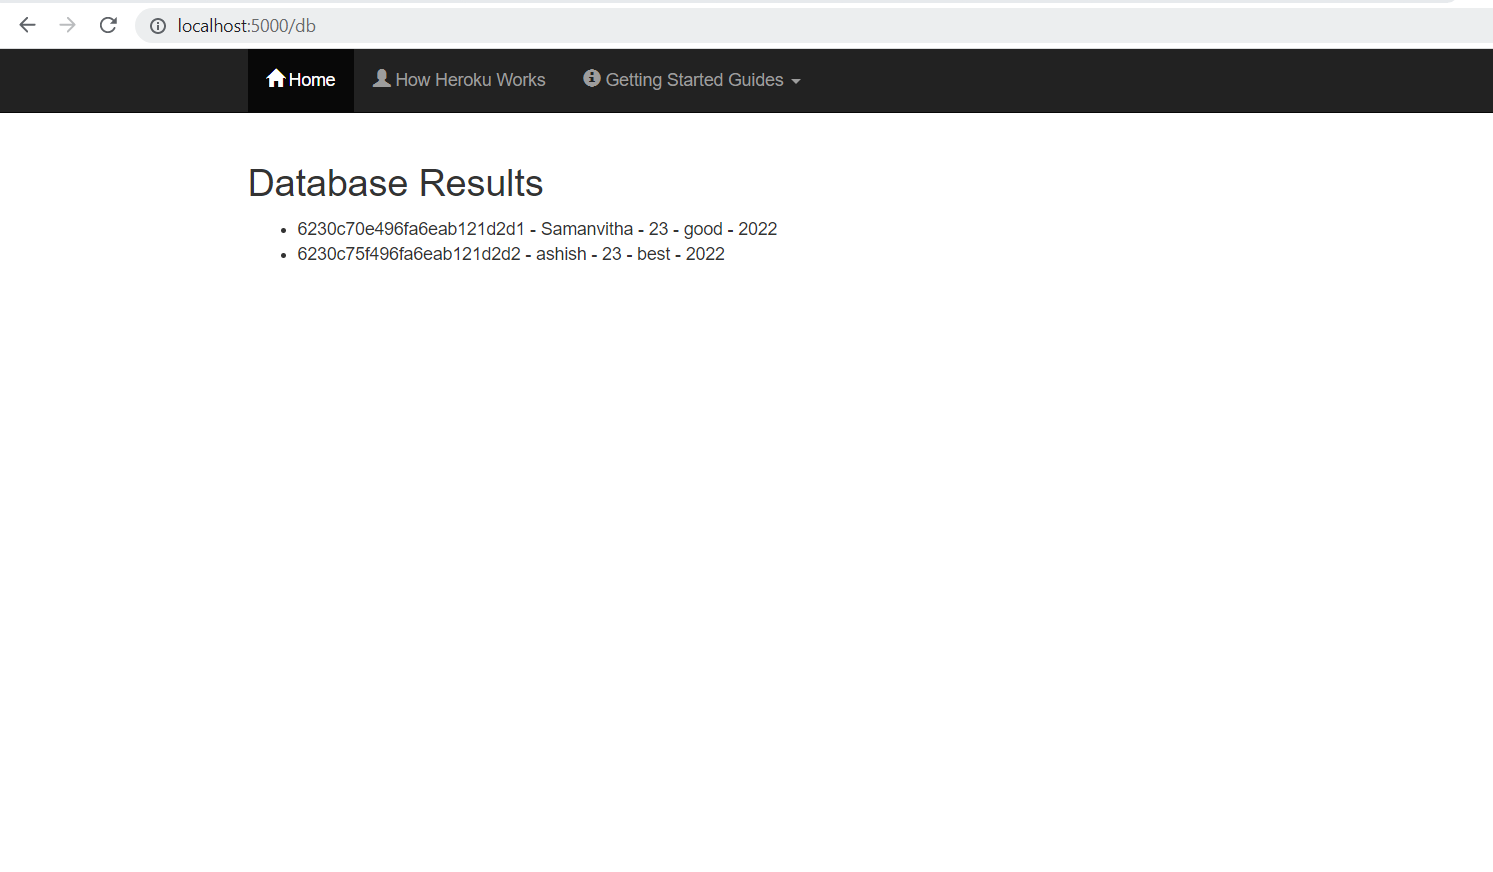 localhost:5000/db
Home How Heroku Works Getting Started Guides
Database Results
6230c70e496fa6eab121d2d1 - Samanvitha - 23 - good - 2022
6230c75f496fa6eab121d2d2 - ashish - 23 - best - 2022